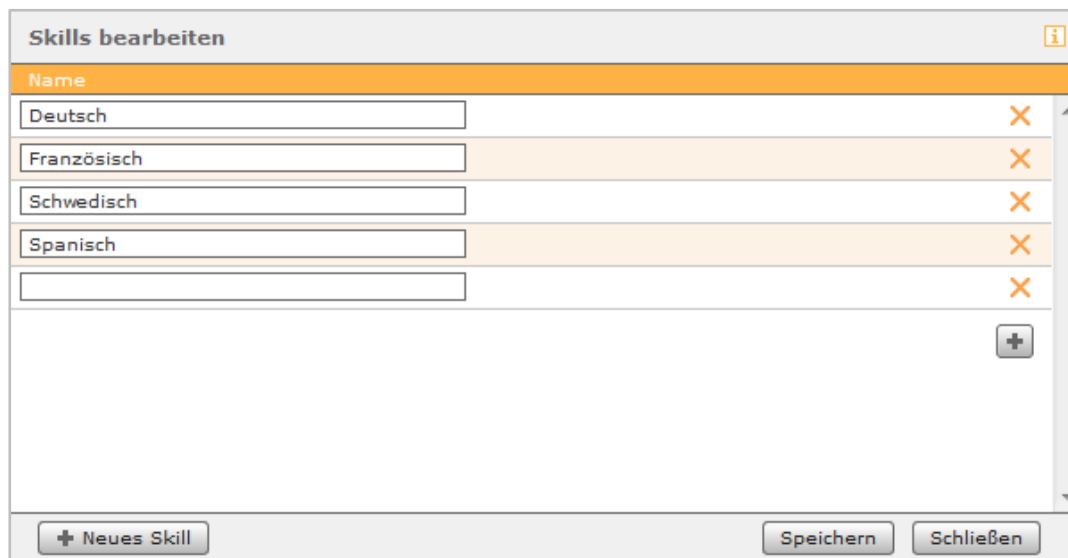 Skills bearbeiten
Name
Deutsch
Französisch
Schwedisch
Spanisch
Neues Skill Speichern Schließen